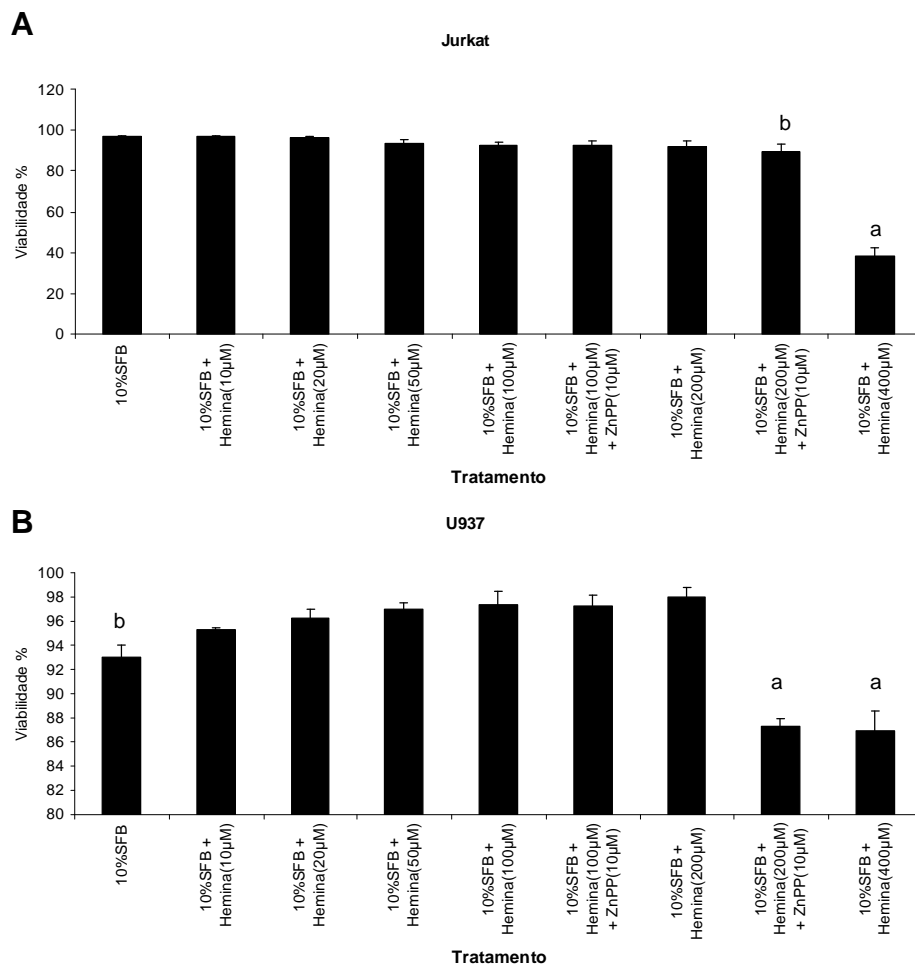 A
Jurkat
120
100
80
60
40
20
0
Viabilidade %
b
a
10%SFB
10%SFB +
Hemina(10µM)
10%SFB +
Hemina(20µM)
10%SFB +
Hemina(50µM)
10%SFB +
Hemina(100µM)
10%SFB +
Hemina(100µM)
+ ZnPP(10µM)
10%SFB +
Hemina(200µM)
10%SFB +
Hemina(200µM)
+ ZnPP(10µM)
10%SFB +
Hemina(400µM)
Tratamento
B
U937
100
98
96
94
92
90
88
86
84
82
80
Viabilidade %
b
a
a
10%SFB
10%SFB +
Hemina(10µM)
10%SFB +
Hemina(20µM)
10%SFB +
Hemina(50µM)
10%SFB +
Hemina(100µM)
10%SFB +
Hemina(100µM)
+ ZnPP(10µM)
10%SFB +
Hemina(200µM)
10%SFB +
Hemina(200µM)
+ ZnPP(10µM)
10%SFB +
Hemina(400µM)
Tratamento